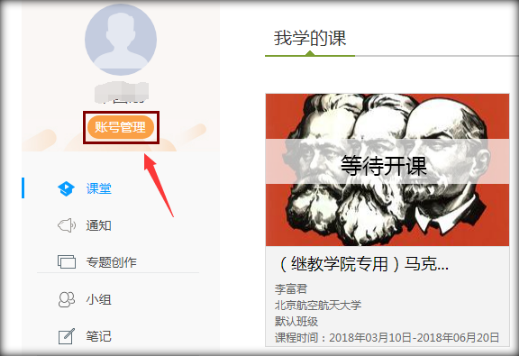 账号管理
课堂
通知
专题创作
小组
笔记
我学的课
等待开课
（继教学院专用）马克...
李富君
北京航空航天大学
默认班级
课程时间：2018年03月10日-2018年06月20日